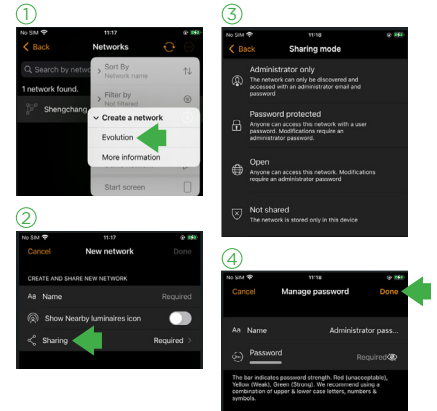 1
No SIM 11:17
Back Networks
Search by netwo
Sort By
Network name
1 network found.
Filter by
Not filtered
Shengchang
Create a network
Evolution
More information
Start screen
2
No SIM 11:17
Cancel New network Done
CREATE AND SHARE NEW NETWORK
Aa Name Required
Show Nearby luminaires icon
Sharing Required
3
No SIM 11:18
Back Sharing mode
Administrator only
The network can only be discovered and
accessed with an administrator email and
password
Password protected
Anyone can access this network with a user
password. Modifications require an
administrator password.
Open
Anyone can access this network. Modifications
require an administrator password
Not shared
The network is stored only in this device
4
No SIM 11:18
Cancel Manage password Done
Aa Name Administrator pass...
Password Required
The bar indicates password strength. Red (unacceptable),
Yellow (Weak), Green (Strong). We recommend using a
combination of upper & lower case letters, numbers &
symbols.